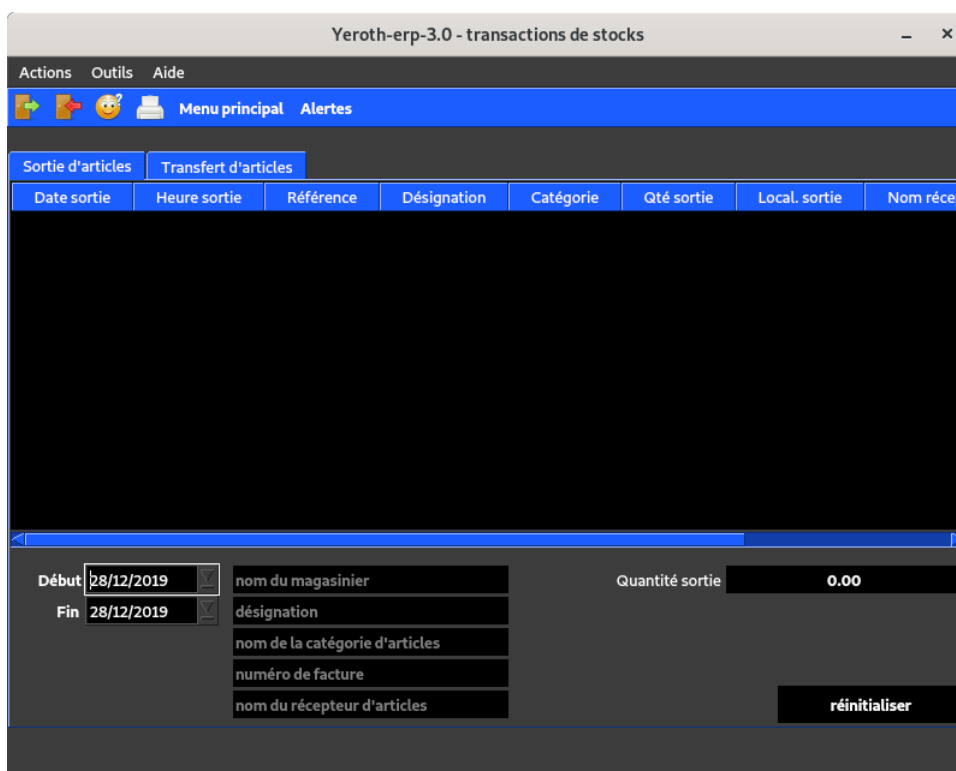 Yeroth-erp-3.0 - transactions de stocks
Actions Outils Aide
Menu principal Alertes
Sortie d'articles Transfert d'articles
Date sortie Heure sortie Référence Désignation Catégorie Qté sortie Local. sortie Nom réce
Début 28/12/2019 nom du magasinier Quantité sortie 0.00
Fin 28/12/2019 désignation
nom de la catégorie d'articles
numéro de facture
nom du récepteur d'articles réinitialiser